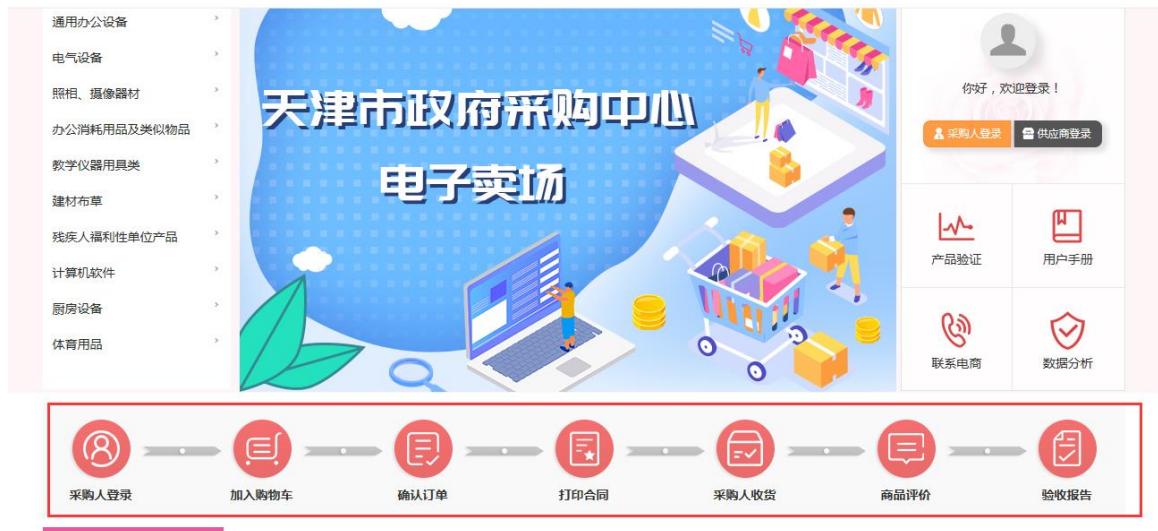 通用办公设备
电气设备
照相、摄像器材
办公消耗用品及类似物品
教学仪器用具类
建材布草
残疾人福利性单位产品
计算机软件
厨房设备
体育用品
天津市政府采购中心
电子卖场
你好，欢迎登录！
采购人登录 供应商登录
产品验证 用户手册
联系电商 数据分析
采购人登录 加入购物车 确认订单 打印合同 采购人收货 商品评价 验收报告